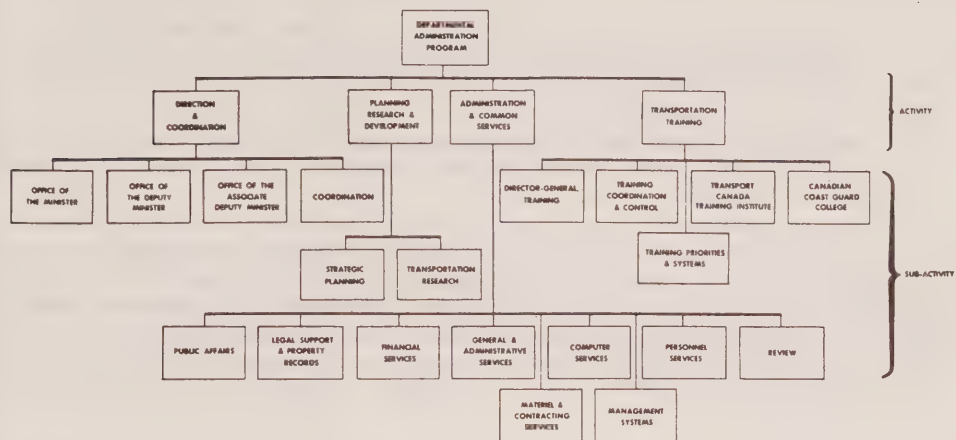 DEPARTMENTAL
ADMINISTRATION
PROGRAM
DIRECTION
&
COORDINATION
PLANNING
RESEARCH &
DEVELOPMENT
ADMINISTRATION
& COMMON
SERVICES
TRANSPORTATION
TRAINING
ACTIVITY
OFFICE OF
THE MINISTER
OFFICE OF
THE DEPUTY
MINISTER
OFFICE OF THE
ASSOCIATE
DEPUTY MINISTER
COORDINATION
DIRECTOR-GENERAL
TRAINING
TRAINING
COORDINATION
& CONTROL
TRANSPORT
CANADA
TRAINING INSTITUTE
CANADIAN
COAST GUARD
COLLEGE
STRATEGIC
PLANNING
TRANSPORTATION
RESEARCH
TRAINING PRIORITIES
& SYSTEMS
SUB-ACTIVITY
PUBLIC AFFAIRS
LEGAL SUPPORT
& PROPERTY
RECORDS
FINANCIAL
SERVICES
GENERAL &
ADMINISTRATIVE
SERVICES
COMPUTER
SERVICES
PERSONNEL
SERVICES
REVIEW
MATERIEL &
CONTRACTING
SERVICES
MANAGEMENT
SYSTEMS